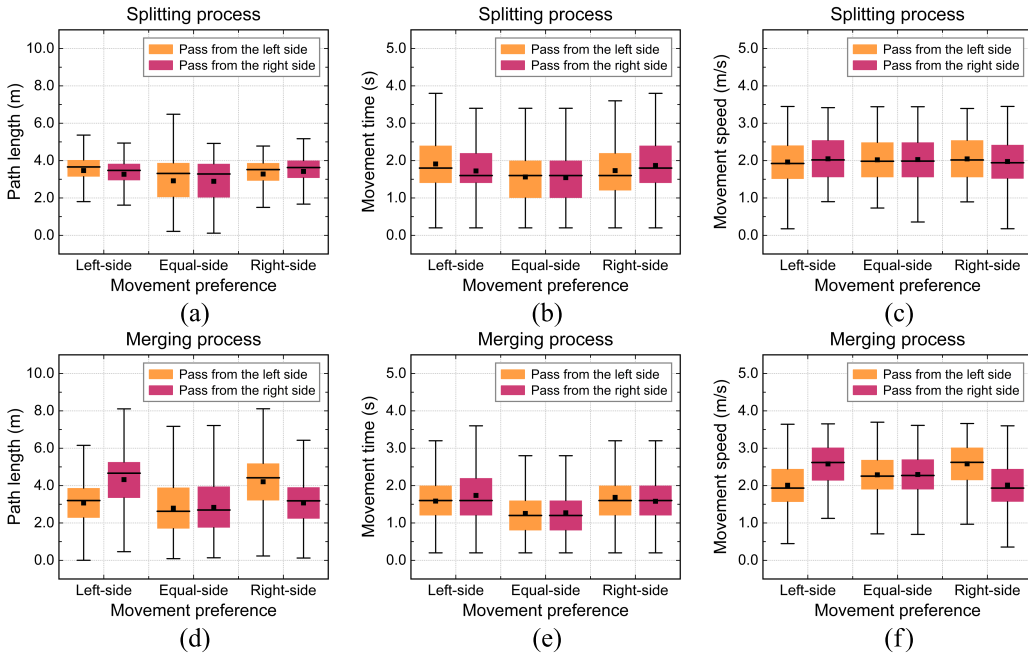 Splitting process
Path length (m)
10.0
8.0
6.0
4.0
2.0
0.0
Pass from the left side
Pass from the right side
Left-side Equal-side Right-side
Movement preference
(a)
Splitting process
Movement time (s)
5.0
4.0
3.0
2.0
1.0
0.0
Pass from the left side
Pass from the right side
Left-side Equal-side Right-side
Movement preference
(b)
Splitting process
Movement speed (m/s)
5.0
4.0
3.0
2.0
1.0
0.0
Pass from the left side
Pass from the right side
Left-side Equal-side Right-side
Movement preference
(c)
Merging process
Path length (m)
10.0
8.0
6.0
4.0
2.0
0.0
Pass from the left side
Pass from the right side
Left-side Equal-side Right-side
Movement preference
(d)
Merging process
Movement time (s)
5.0
4.0
3.0
2.0
1.0
0.0
Pass from the left side
Pass from the right side
Left-side Equal-side Right-side
Movement preference
(e)
Merging process
Movement speed (m/s)
5.0
4.0
3.0
2.0
1.0
0.0
Pass from the left side
Pass from the right side
Left-side Equal-side Right-side
Movement preference
(f)